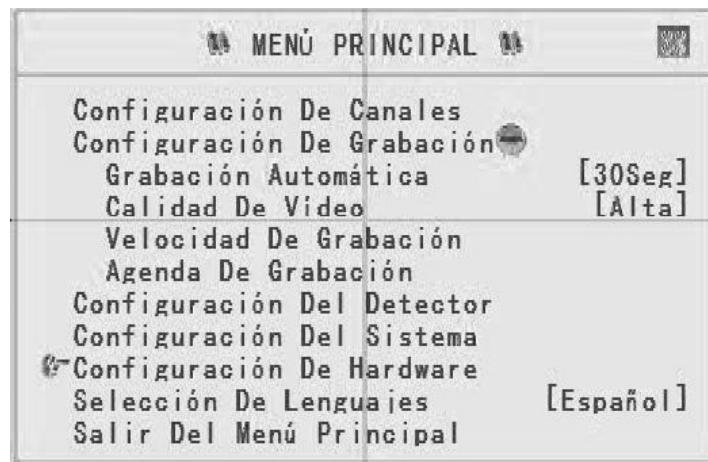 MENÚ PRINCIPAL
Configuración De Canales
Configuración De Grabación
Grabación Automática [30Seg]
Calidad De Vídeo [Alta]
Velocidad De Grabación
Agenda De Grabación
Configuración Del Detector
Configuración Del Sistema
Configuración De Hardware
Selección De Lenguajes [Español]
Salir Del Menú Principal